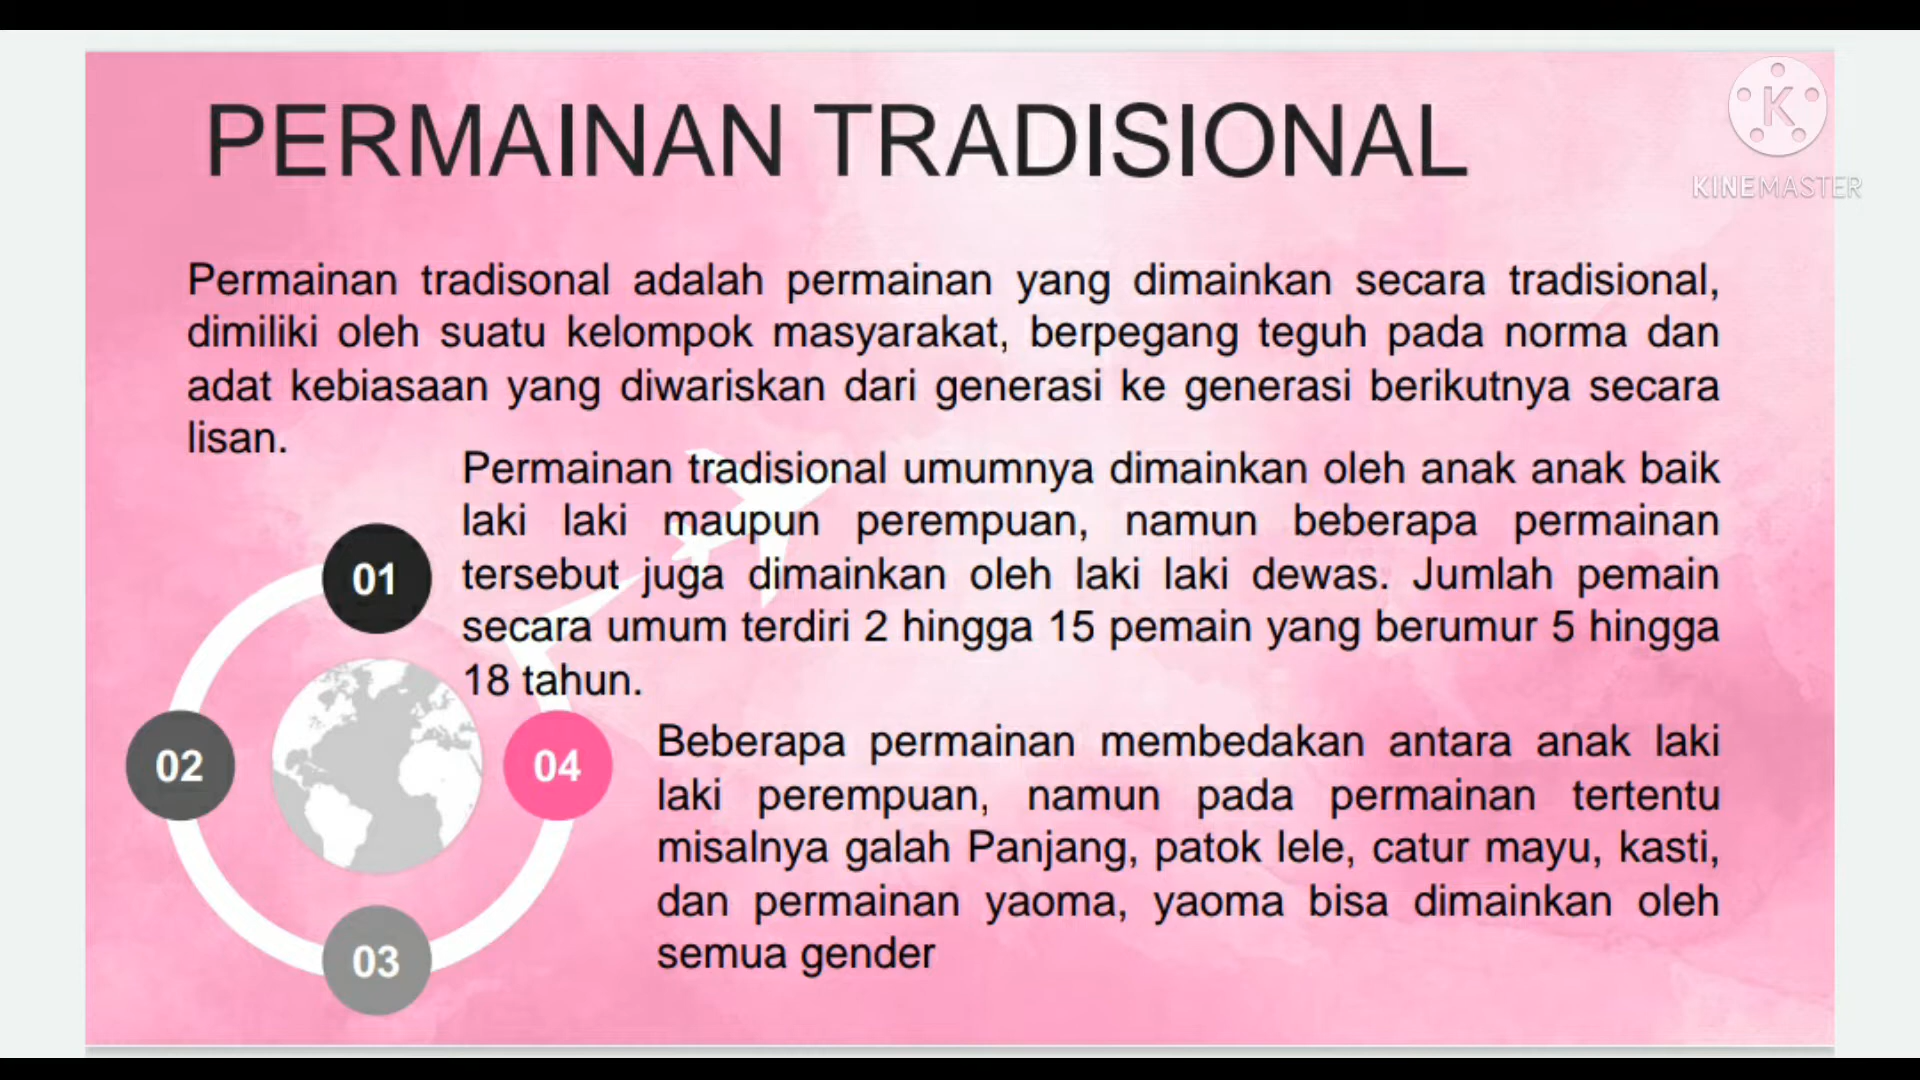 PERMAINAN TRADISIONAL
K
KINEMASTER
Permainan tradisonal adalah permainan yang dimainkan secara tradisional,
dimiliki oleh suatu kelompok masyarakat, berpegang teguh pada norma dan
adat kebiasaan yang diwariskan dari generasi ke generasi berikutnya secara
lisan.
Permainan tradisional umumnya dimainkan oleh anak anak baik
laki laki maupun perempuan, namun beberapa permainan
tersebut juga dimainkan oleh laki laki dewas. Jumlah pemain
secara umum terdiri 2 hingga 15 pemain yang berumur 5 hingga
18 tahun.
01
02
04
03
Beberapa permainan membedakan antara anak laki
laki perempuan, namun pada permainan tertentu
misalnya galah Panjang, patok lele, catur mayu, kasti,
dan permainan yaoma, yaoma bisa dimainkan oleh
semua gender